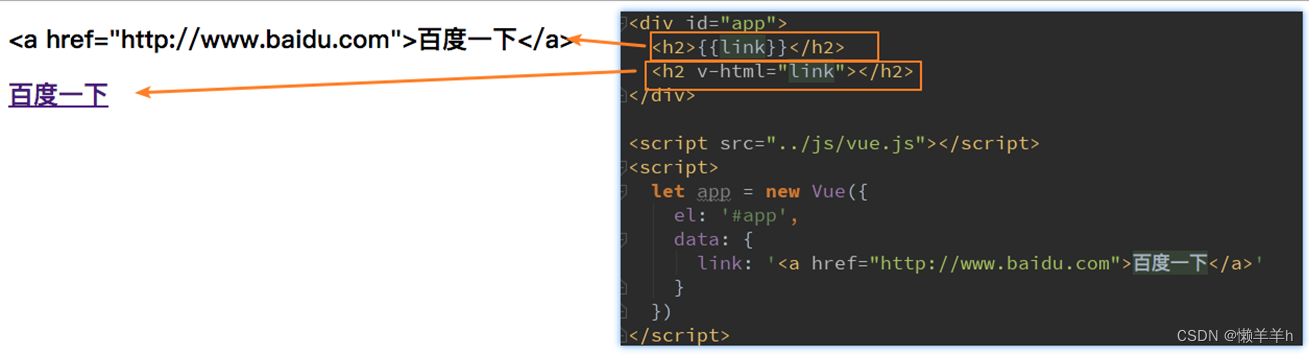 <a href="http://www.baidu.com">百度一下</a>
百度一下
<div id="app">
<h2>{{link}}</h2>
<h2 v-html="link"></h2>
</div>
<script src="../js/vue.js"></script>
<script>
let app = new Vue({
el: '#app',
data: {
link: '<a href="http://www.baidu.com">百度一下</a>'
}
})
</script>
CSDN @懒羊羊h